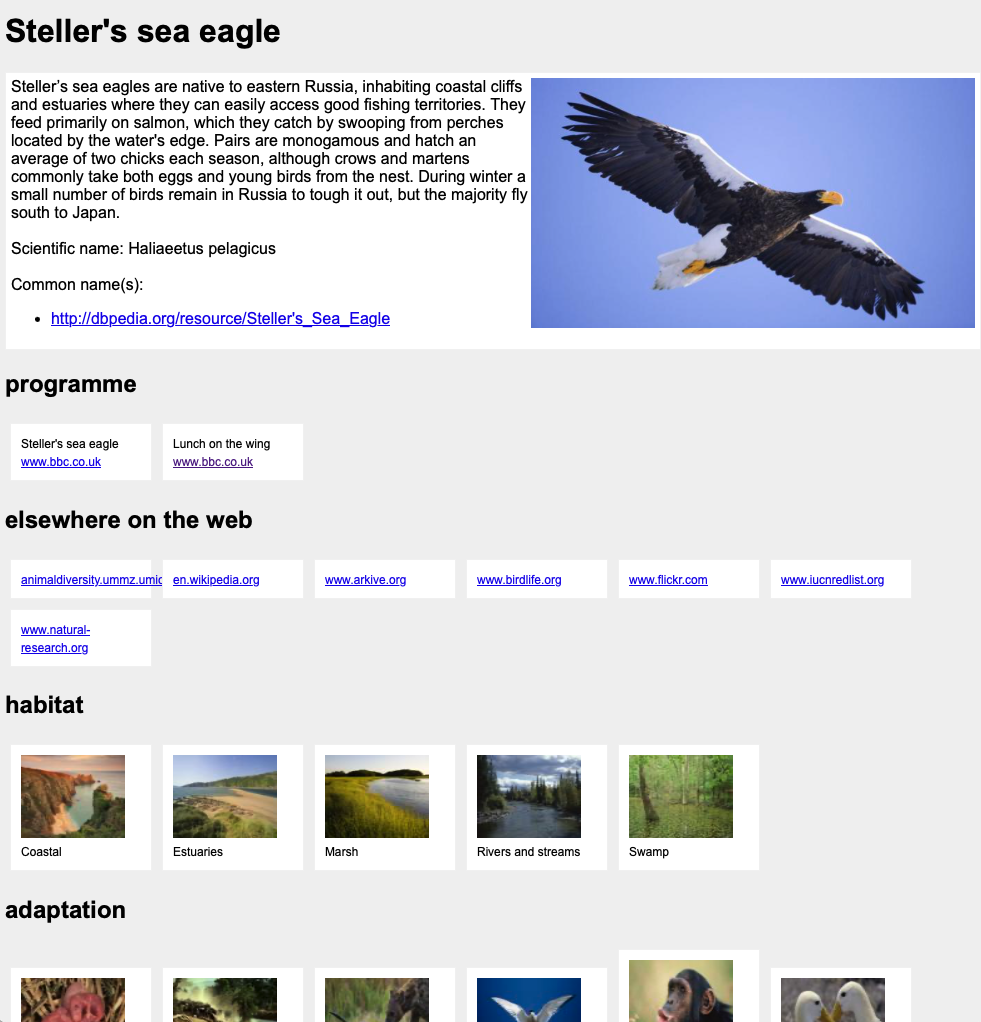 Steller's sea eagle
Steller’s sea eagles are native to eastern Russia, inhabiting coastal cliffs
and estuaries where they can easily access good fishing territories. They
feed primarily on salmon, which they catch by swooping from perches
located by the water's edge. Pairs are monogamous and hatch an
average of two chicks each season, although crows and martens
commonly take both eggs and young birds from the nest. During winter a
small number of birds remain in Russia to tough it out, but the majority fly
south to Japan.
Scientific name: Haliaeetus pelagicus
Common name(s):
http://dbpedia.org/resource/Steller's_Sea_Eagle
programme
Steller's sea eagle
www.bbc.co.uk
Lunch on the wing
www.bbc.co.uk
elsewhere on the web
animaldiversity.ummz.umic
en.wikipedia.org
www.arkive.org
www.birdlife.org
www.flickr.com
www.iucnredlist.org
www.natural-
research.org
habitat
Coastal
Estuaries
Marsh
Rivers and streams
Swamp
adaptation